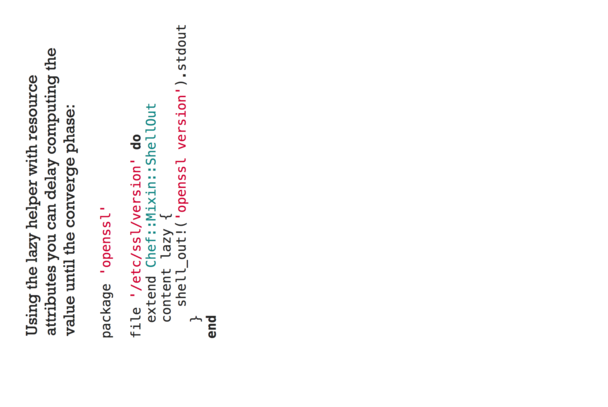 Using the lazy helper with resource
attributes you can delay computing the
value until the converge phase:
package 'openssl'
file '/etc/ssl/version' do
  extend Chef::Mixin::ShellOut
  content lazy {
    shell_out!('openssl version').stdout
  }
end